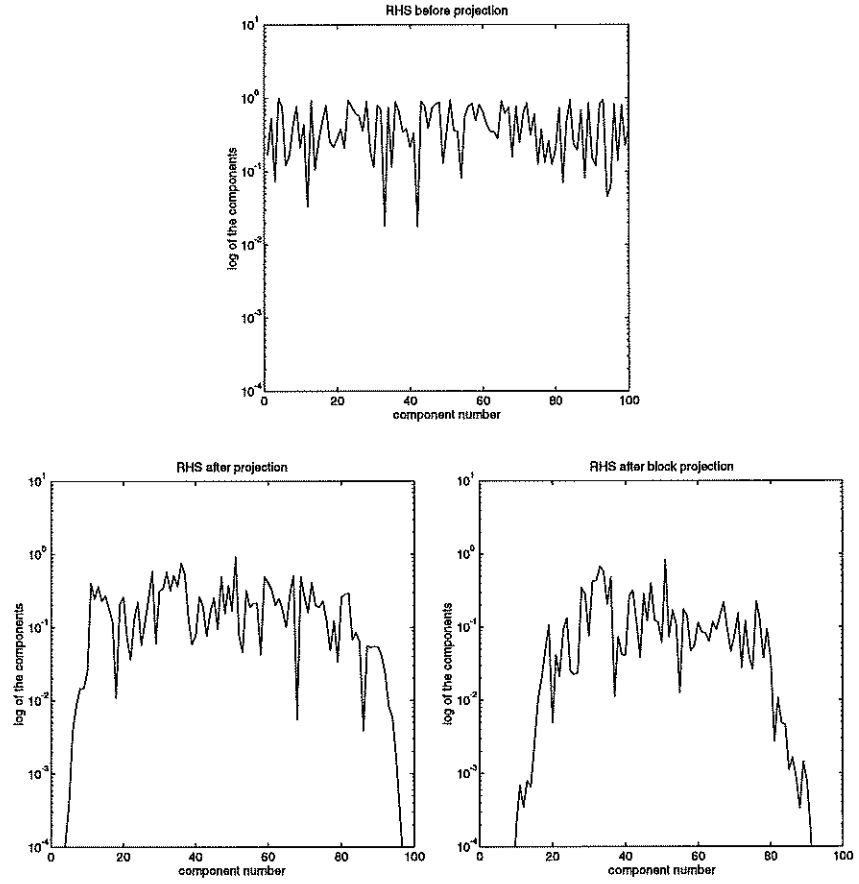 RHS before projection
10^1
10^0
10^-1
10^-2
10^-3
10^-4
log of the components
0 20 40 60 80 100
component number
RHS after projection
10^1
10^0
10^-1
10^-2
10^-3
10^-4
log of the components
0 20 40 60 80 100
component number
RHS after block projection
10^1
10^0
10^-1
10^-2
10^-3
10^-4
log of the components
0 20 40 60 80 100
component number